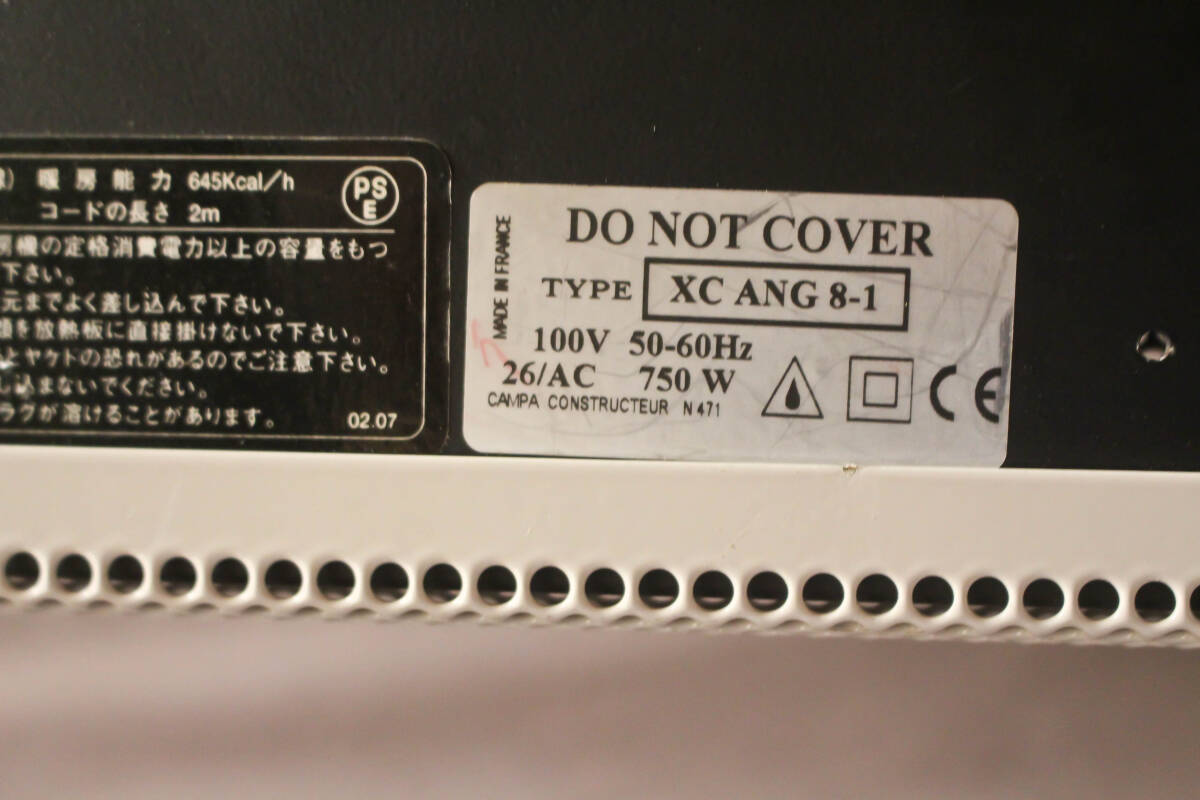 暖房能力 645Kcal/h
コードの長さ 2m
PS
E
房機の定格消費電力以上の容量をもつ
下さい。
元までよく差し込んで下さい。
を放熱板に直接掛けないで下さい。
とヤケドの恐れがあるのでご注意下さい。
し込まないでください。
ラグが溶けることがあります。
02.07
MADE IN FRANCE
DO NOT COVER
TYPE XC ANG 8-1
100V 50-60Hz
26/AC 750 W
CAMPA CONSTRUCTEUR N 471
CE